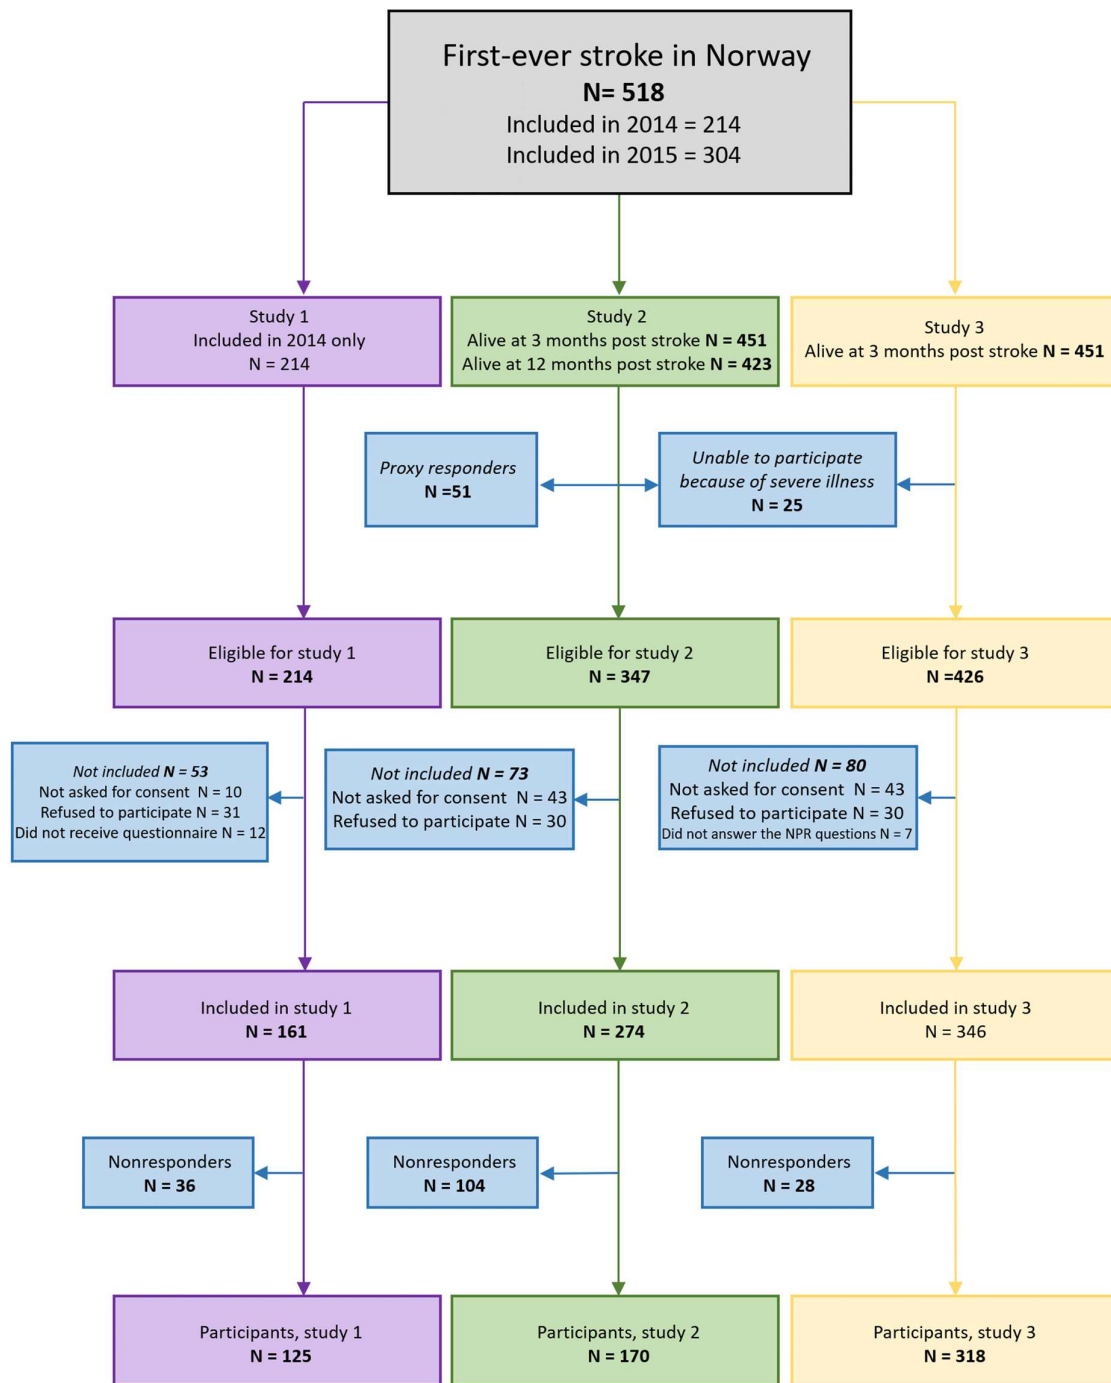 First-ever stroke in Norway
N= 518
Included in 2014 = 214
Included in 2015 = 304
Study 1
Included in 2014 only
N = 214
Study 2
Alive at 3 months post stroke N = 451
Alive at 12 months post stroke N = 423
Study 3
Alive at 3 months post stroke N = 451
Proxy responders
N =51
Unable to participate
because of severe illness
N = 25
Eligible for study 1
N = 214
Eligible for study 2
N = 347
Eligible for study 3
N =426
Not included N = 53
Not asked for consent N = 10
Refused to participate N = 31
Did not receive questionnaire N = 12
Not included N = 73
Not asked for consent N = 43
Refused to participate N = 30
Not included N = 80
Not asked for consent N = 43
Refused to participate N = 30
Did not answer the NPR questions N = 7
Included in study 1
N = 161
Included in study 2
N = 274
Included in study 3
N = 346
Nonresponders
N = 36
Nonresponders
N = 104
Nonresponders
N = 28
Participants, study 1
N = 125
Participants, study 2
N = 170
Participants, study 3
N = 318